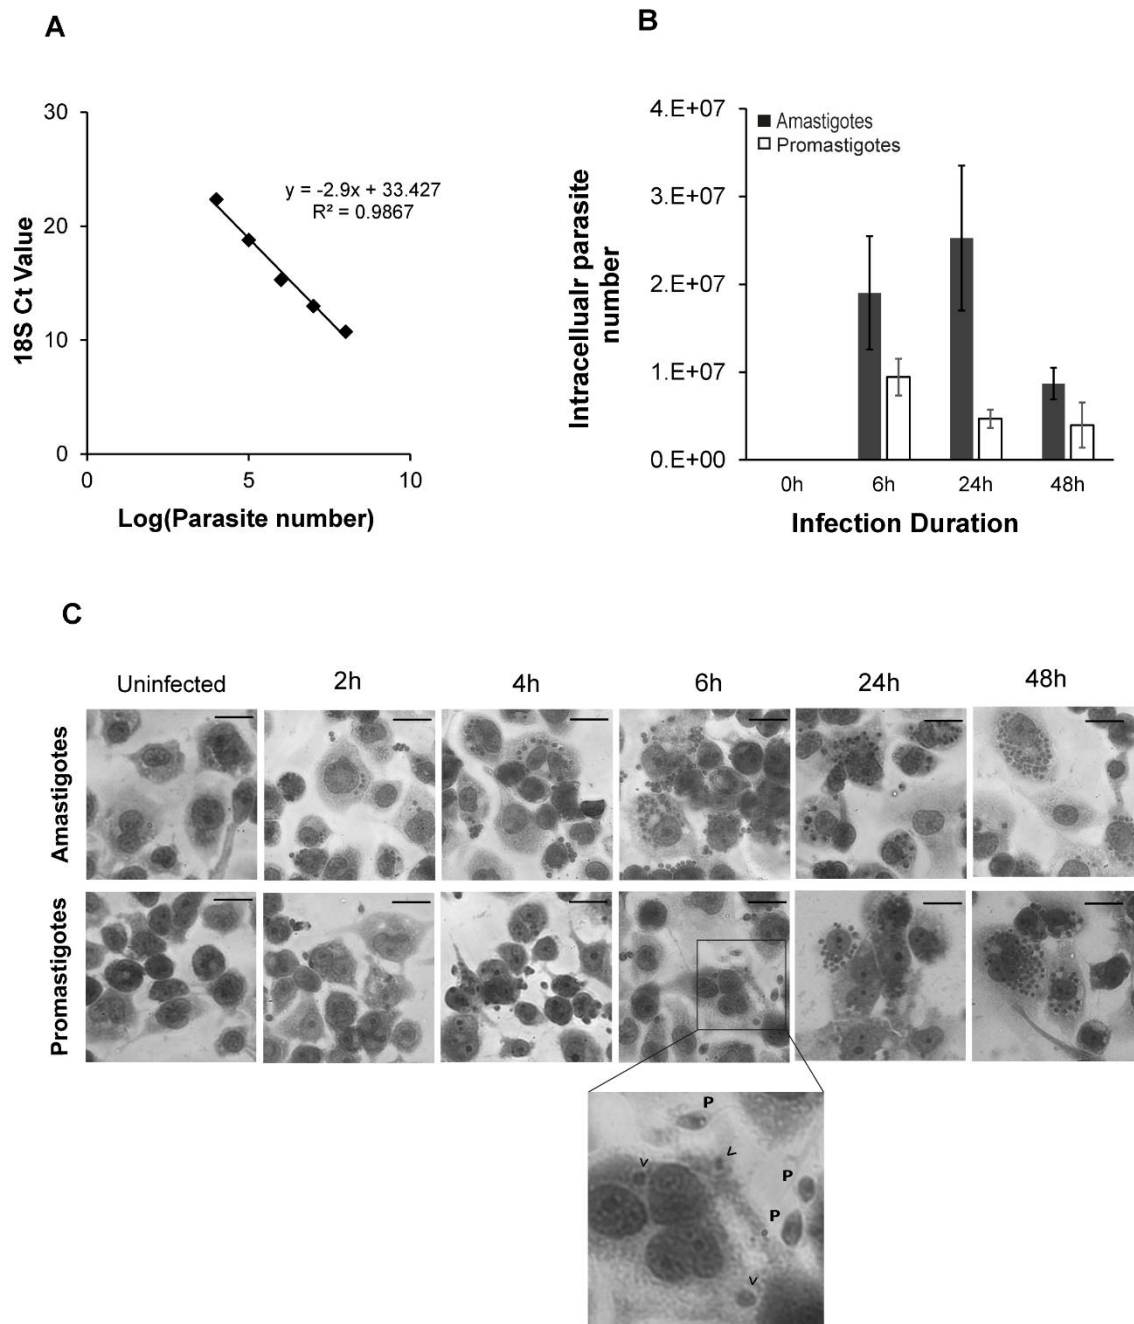 A
30
20
10
0
0
5
10
y = -2.9x + 33.427
R² = 0.9867
18S Ct Value
Log(Parasite number)
B
4.E+07
3.E+07
2.E+07
1.E+07
0.E+00
Amastigotes
Promastigotes
Intracellualr parasite
number
0h
6h
24h
48h
Infection Duration
C
Uninfected
2h
4h
6h
24h
48h
Amastigotes
Promastigotes
P
P
P